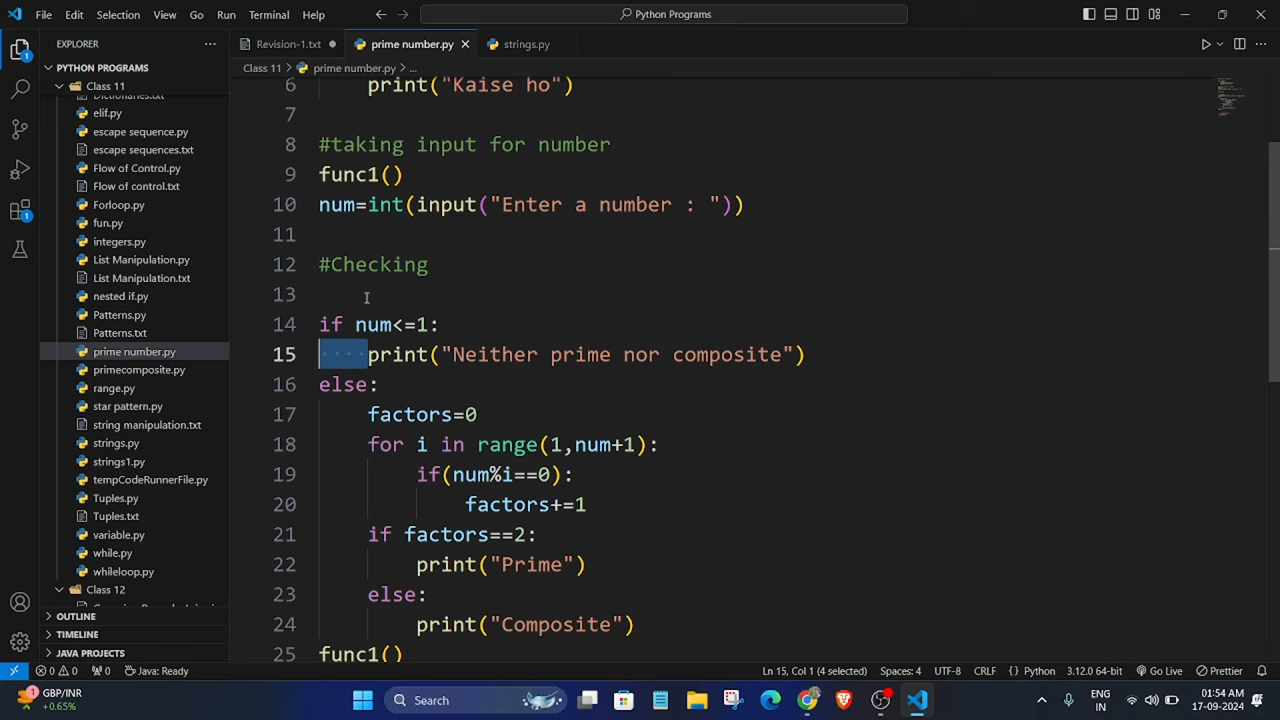 File Edit Selection View Go Run Terminal Help
Python Programs
EXPLORER
Revision-1.txt
prime number.py
strings.py
PYTHON PROGRAMS
Class 11 > prime number.py > ...
Class 11
Dictionaries.txt
elif.py
escape sequence.py
escape sequences.txt
Flow of Control.py
Flow of control.txt
Forloop.py
fun.py
integers.py
List Manipulation.py
List Manipulation.txt
nested if.py
Patterns.py
Patterns.txt
prime number.py
primecomposite.py
range.py
star pattern.py
string manipulation.txt
strings.py
strings1.py
tempCodeRunnerFile.py
Tuples.py
Tuples.txt
variable.py
while.py
whileloop.py
Class 12
OUTLINE
TIMELINE
JAVA PROJECTS
6 print("Kaise ho")
7
8 #taking input for number
9 func1()
10 num=int(input("Enter a number : "))
11
12 #Checking
13
14 if num<=1:
15 ····print("Neither prime nor composite")
16 else:
17 factors=0
18 for i in range(1,num+1):
19 if(num%i==0):
20 factors+=1
21 if factors==2:
22 print("Prime")
23 else:
24 print("Composite")
25 func1()
0 0 0 Java: Ready Ln 15, Col 1 (4 selected) Spaces: 4 UTF-8 CRLF Python 3.12.0 64-bit Go Live Prettier
1 GBP/INR
+0.65%
Search
ENG
IN
01:54 AM
17-09-2024